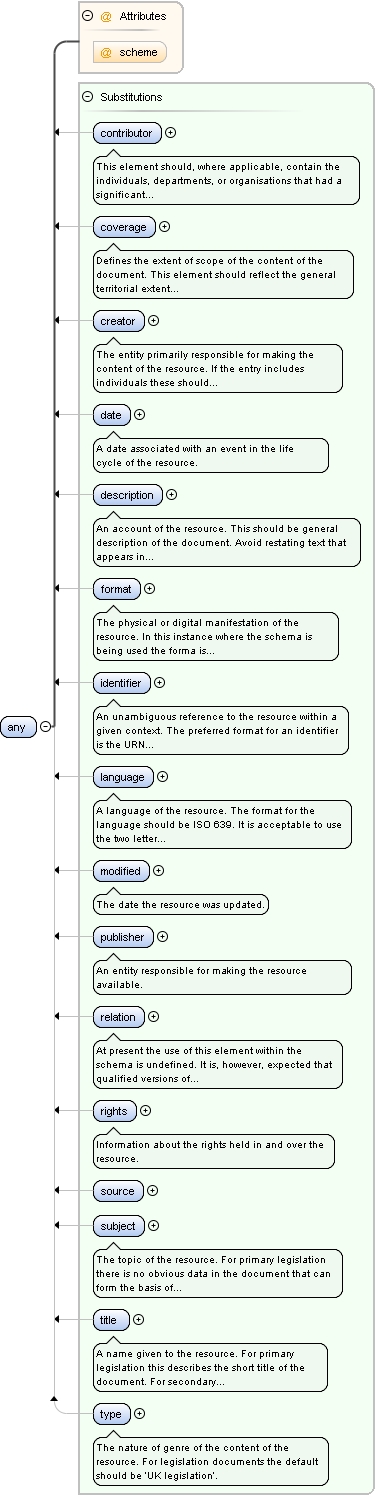 @ Attributes
@ scheme
Substitutions
contributor
This element should, where applicable, contain the
individuals, departments, or organisations that had a
significant...
coverage
Defines the extent of scope of the content of the
document. This element should reflect the general
territorial extent...
creator
The entity primarily responsible for making the
content of the resource. If the entry includes
individuals these should...
date
A date associated with an event in the life
cycle of the resource.
description
An account of the resource. This should be general
description of the document. Avoid restating text that
appears in...
format
The physical or digital manifestation of the
resource. In this instance where the schema is
being used the forma is...
identifier
An unambiguous reference to the resource within a
given context. The preferred format for an identifier
is the URN...
any
language
A language of the resource. The format for the
language should be ISO 639. It is acceptable to use
the two letter...
modified
The date the resource was updated.
publisher
An entity responsible for making the resource
available.
relation
At present the use of this element within the
schema is undefined. It is, however, expected that
qualified versions of...
rights
Information about the rights held in and over the
resource.
source
subject
The topic of the resource. For primary legislation
there is no obvious data in the document that can
form the basis of...
title
A name given to the resource. For primary
legislation this describes the short title of the
document. For secondary...
type
The nature of genre of the content of the
resource. For legislation documents the default
should be 'UK legislation'.